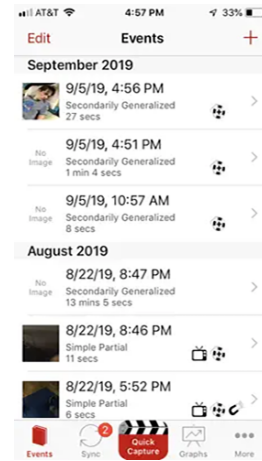 AT&T 4:57 PM 33%
Edit Events +
September 2019
9/5/19, 4:56 PM
Secondarily Generalized
27 secs
No Image
9/5/19, 4:51 PM
Secondarily Generalized
1 min 4 secs
No Image
9/5/19, 10:57 AM
Secondarily Generalized
8 secs
August 2019
No Image
8/22/19, 8:47 PM
Secondarily Generalized
13 mins 5 secs
8/22/19, 8:46 PM
Simple Partial
11 secs
8/22/19, 5:52 PM
Simple Partial
6 secs
2
Events Sync Quick Capture Graphs More